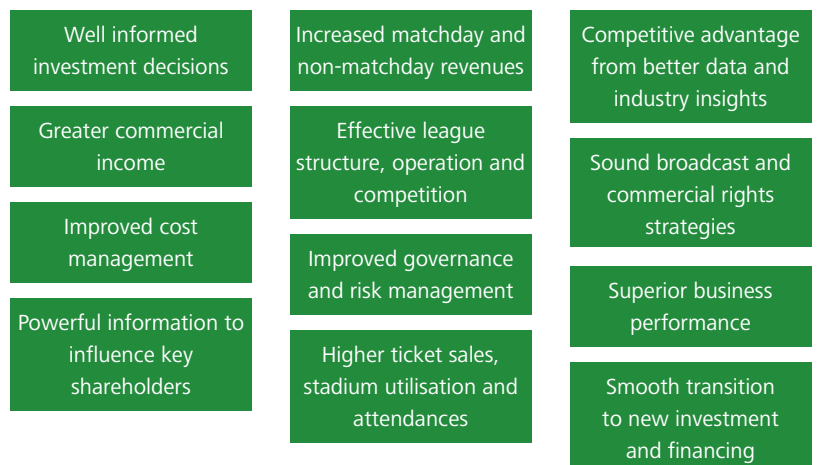 Well informed
investment decisions
Greater commercial
income
Improved cost
management
Powerful information to
influence key
shareholders
Increased matchday and
non-matchday revenues
Effective league
structure, operation and
competition
Improved governance
and risk management
Higher ticket sales,
stadium utilisation and
attendances
Competitive advantage
from better data and
industry insights
Sound broadcast and
commercial rights
strategies
Superior business
performance
Smooth transition
to new investment
and financing